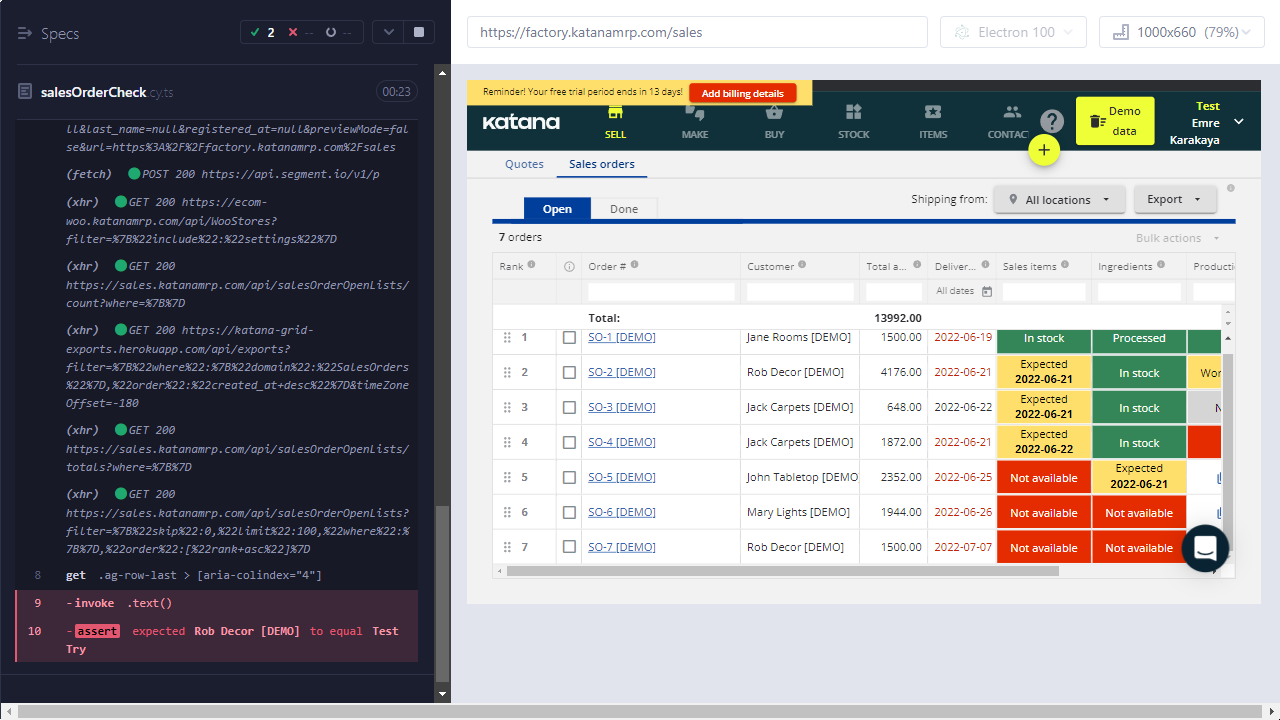 Specs
2
--
--
salesOrderCheck.cy.ts
00:23
ll&last_name=null&registered_at=null&previewMode=fal
se&url=https%3A%2F%2Ffactory.katanamrp.com%2Fsales
(fetch) POST 200 https://api.segment.io/v1/p
(xhr) GET 200 https://ecom-
woo.katanamrp.com/api/WooStores?
filter=%7B%22include%22:%22settings%22%7D
(xhr) GET 200
https://sales.katanamrp.com/api/salesOrderOpenLists/
count?where=%7B%7D
(xhr) GET 200 https://katana-grid-
exports.herokuapp.com/api/exports?
filter=%7B%22where%22:%7B%22domain%22:%22SalesOrders
%22%7D,%22order%22:%22created_at+desc%22%7D&timeZone
Offset=-180
(xhr) GET 200
https://sales.katanamrp.com/api/salesOrderOpenLists/
totals?where=%7B%7D
(xhr) GET 200
https://sales.katanamrp.com/api/salesOrderOpenLists?
filter=%7B%22skip%22:0,%22limit%22:100,%22where%22:%
7B%7D,%22order%22:[%22rank+asc%22]%7D
8 get .ag-row-last > [aria-colindex="4"]
9 -invoke .text()
10 -assert expected Rob Decor [DEMO] to equal Test
Try
https://factory.katanamrp.com/sales
Electron 100
1000x660 (79%)
Reminder! Your free trial period ends in 13 days! Add billing details
katana
SELL
MAKE
BUY
STOCK
ITEMS
CONTAC
?
+
Demo
data
Test
Emre
Karakaya
Quotes Sales orders
Open Done
Shipping from: All locations Export
7 orders Bulk actions
Rank Order # Customer Total a... Deliver... Sales items Ingredients Producti
All dates
Total: 13992.00
1 SO-1 [DEMO] Jane Rooms [DEMO] 1500.00 2022-06-19 In stock Processed
2 SO-2 [DEMO] Rob Decor [DEMO] 4176.00 2022-06-21 Expected 2022-06-21 In stock Wor
3 SO-3 [DEMO] Jack Carpets [DEMO] 648.00 2022-06-22 Expected 2022-06-21 In stock N
4 SO-4 [DEMO] Jack Carpets [DEMO] 1872.00 2022-06-21 Expected 2022-06-22 In stock
5 SO-5 [DEMO] John Tabletop [DEMO 2352.00 2022-06-25 Not available Expected 2022-06-21
6 SO-6 [DEMO] Mary Lights [DEMO] 1944.00 2022-06-26 Not available Not available
7 SO-7 [DEMO] Rob Decor [DEMO] 1500.00 2022-07-07 Not available Not available